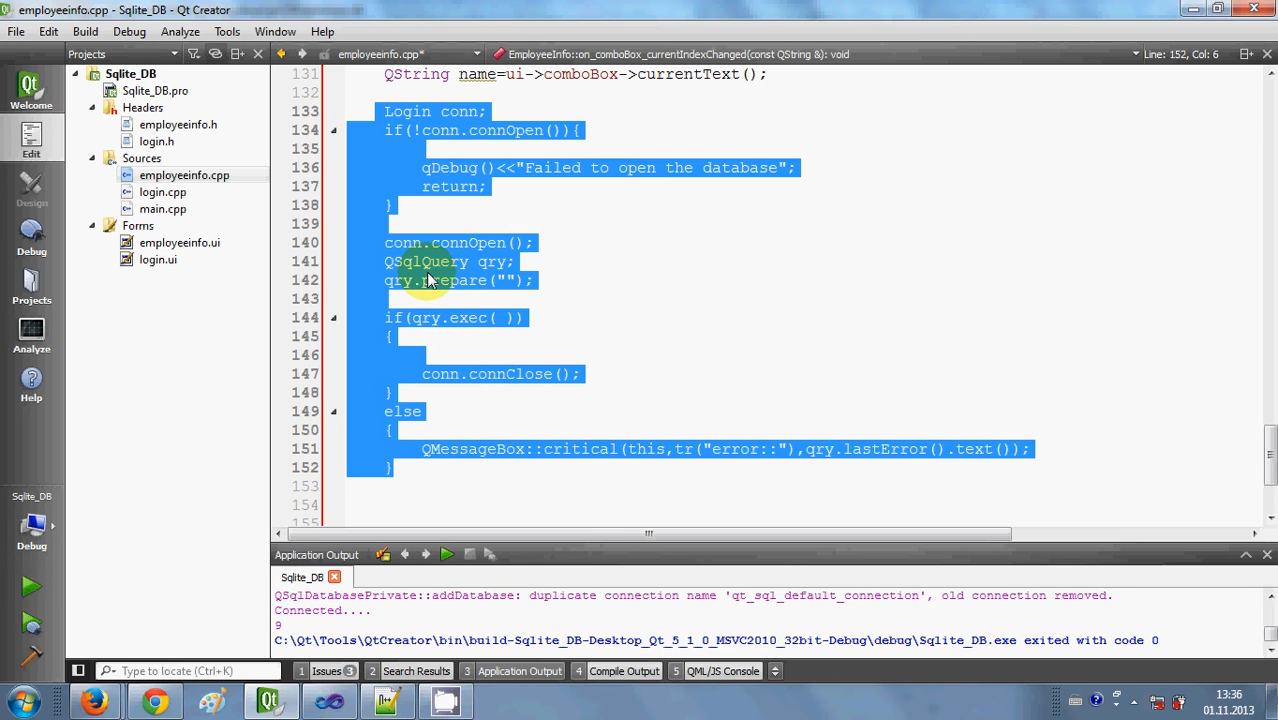 employeeinfo.cpp - Sqlite_DB - Qt Creator
File Edit Build Debug Analyze Tools Window Help
Projects employeeinfo.cpp* EmployeeInfo::on_comboBox_currentIndexChanged(const QString &): void Line: 152, Col: 6
Welcome
Edit
Design
Debug
Projects
Analyze
Help
Sqlite_DB
Debug
Sqlite_DB
Sqlite_DB.pro
Headers
employeeinfo.h
login.h
Sources
employeeinfo.cpp
login.cpp
main.cpp
Forms
employeeinfo.ui
login.ui
131 QString name=ui->comboBox->currentText();
132
133 Login conn;
134 if(!conn.connOpen()){
135
136 qDebug()<<"Failed to open the database";
137 return;
138 }
139
140 conn.connOpen();
141 QSqlQuery qry;
142 qry.prepare("");
143
144 if(qry.exec( ))
145 {
146
147 conn.connClose();
148 }
149 else
150 {
151 QMessageBox::critical(this,tr("error::"),qry.lastError().text());
152 }
153
154
155
Application Output
Sqlite_DB
QSqlDatabasePrivate::addDatabase: duplicate connection name 'qt_sql_default_connection', old connection removed.
Connected....
9
C:\Qt\Tools\QtCreator\bin\build-Sqlite_DB-Desktop_Qt_5_1_0_MSVC2010_32bit-Debug\debug\Sqlite_DB.exe exited with code 0
Type to locate (Ctrl+K) 1 Issues 3 2 Search Results 3 Application Output 4 Compile Output 5 QML/JS Console
13:36
01.11.2013